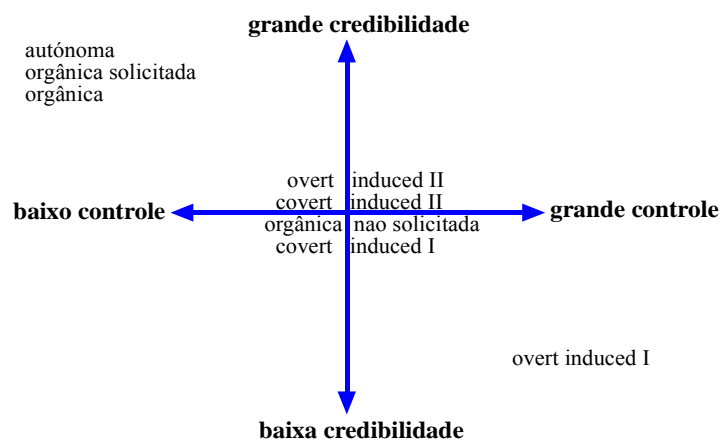 grande credibilidade
autónoma
orgânica solicitada
orgânica
overt induced II
covert induced II
baixo controle
grande controle
orgânica nao solicitada
covert induced I
overt induced I
baixa credibilidade